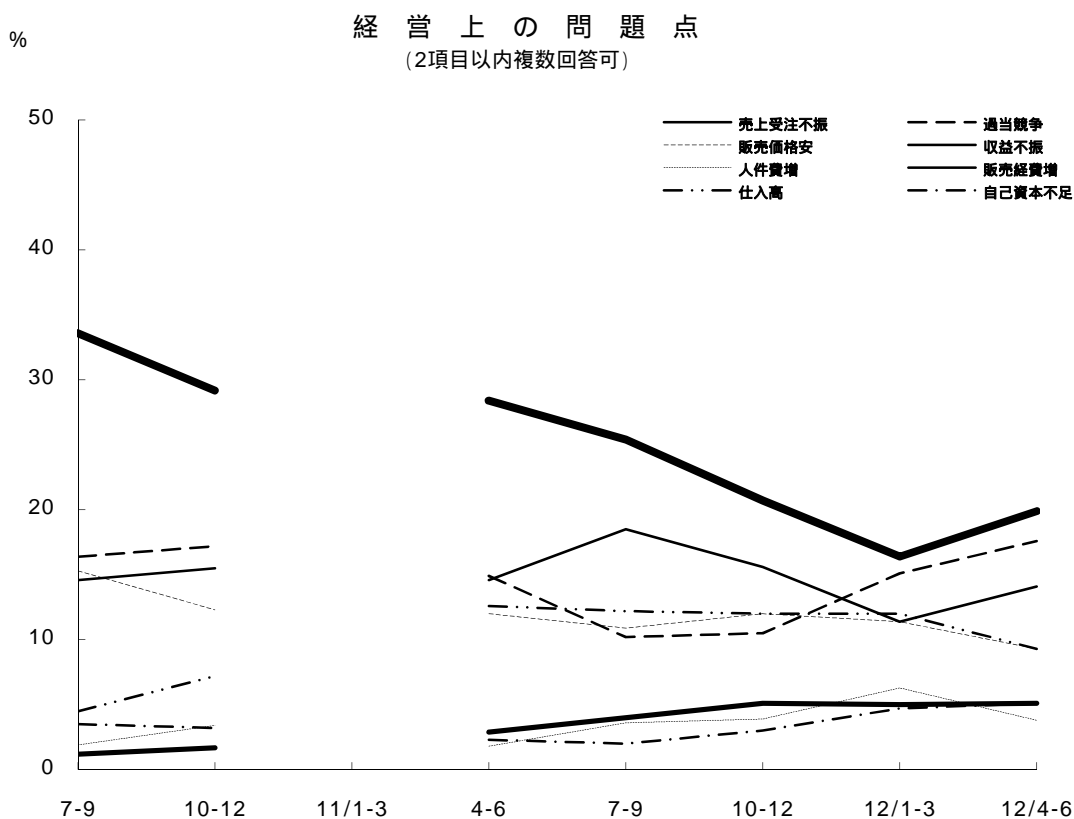 経営上の問題点
%
(2項目以内複数回答可)
50
売上受注不振 過当競争
販売価格安 収益不振
人件費増 販売経費増
仕入高 自己資本不足
40
30
20
10
0
7-9 10-12 11/1-3 4-6 7-9 10-12 12/1-3 12/4-6